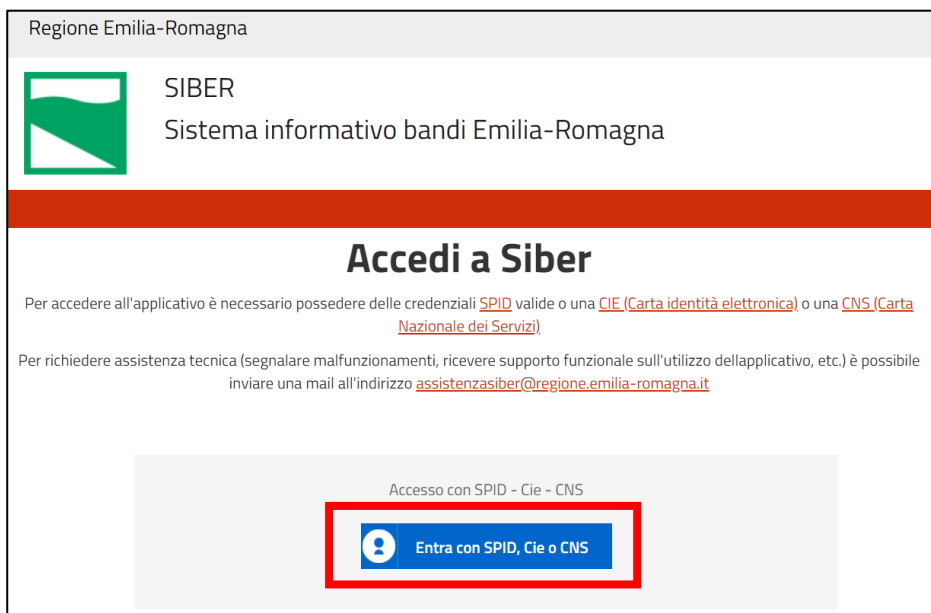 Regione Emilia-Romagna
SIBER
Sistema informativo bandi Emilia-Romagna
Accedi a Siber
Per accedere all'applicativo è necessario possedere delle credenziali SPID valide o una CIE (Carta identità elettronica) o una CNS (Carta
Nazionale dei Servizi)
Per richiedere assistenza tecnica (segnalare malfunzionamenti, ricevere supporto funzionale sull'utilizzo dellapplicativo, etc.) è possibile
inviare una mail all'indirizzo assistenzasiber@regione.emilia-romagna.it
Accesso con SPID - Cie - CNS
Entra con SPID, Cie o CNS